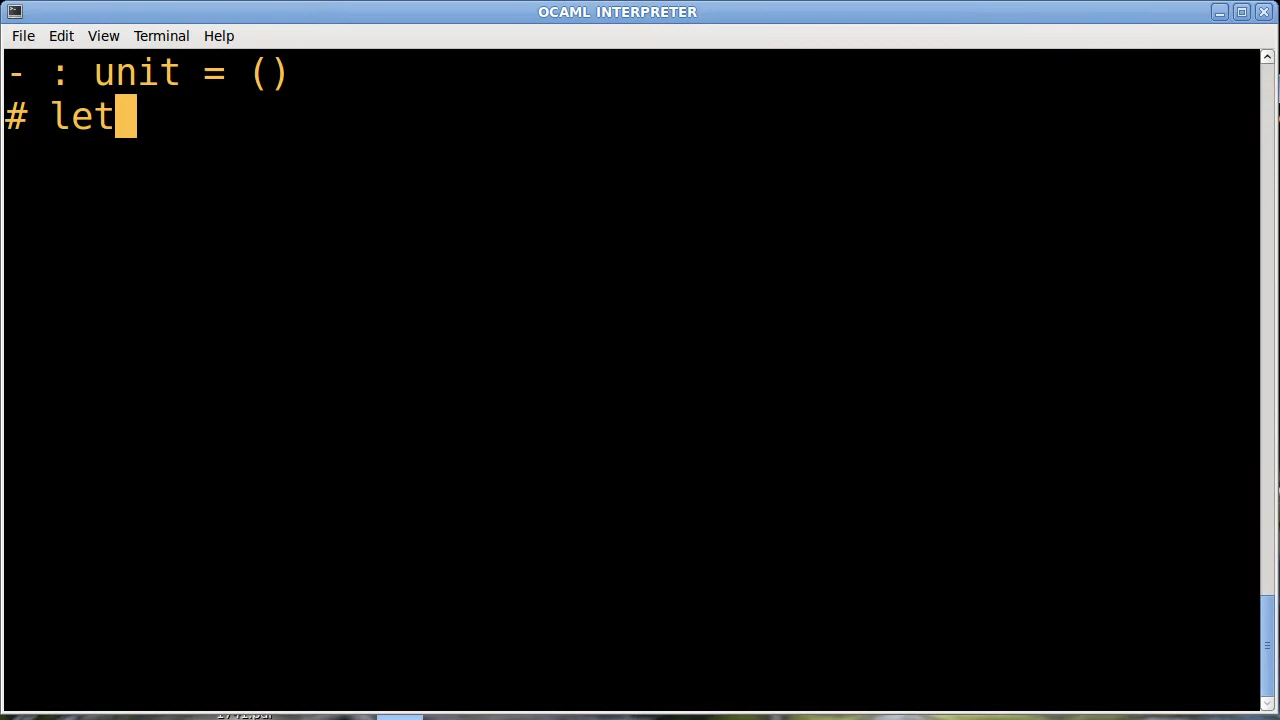 OCAML INTERPRETER
File Edit View Terminal Help
- : unit = ()
# let